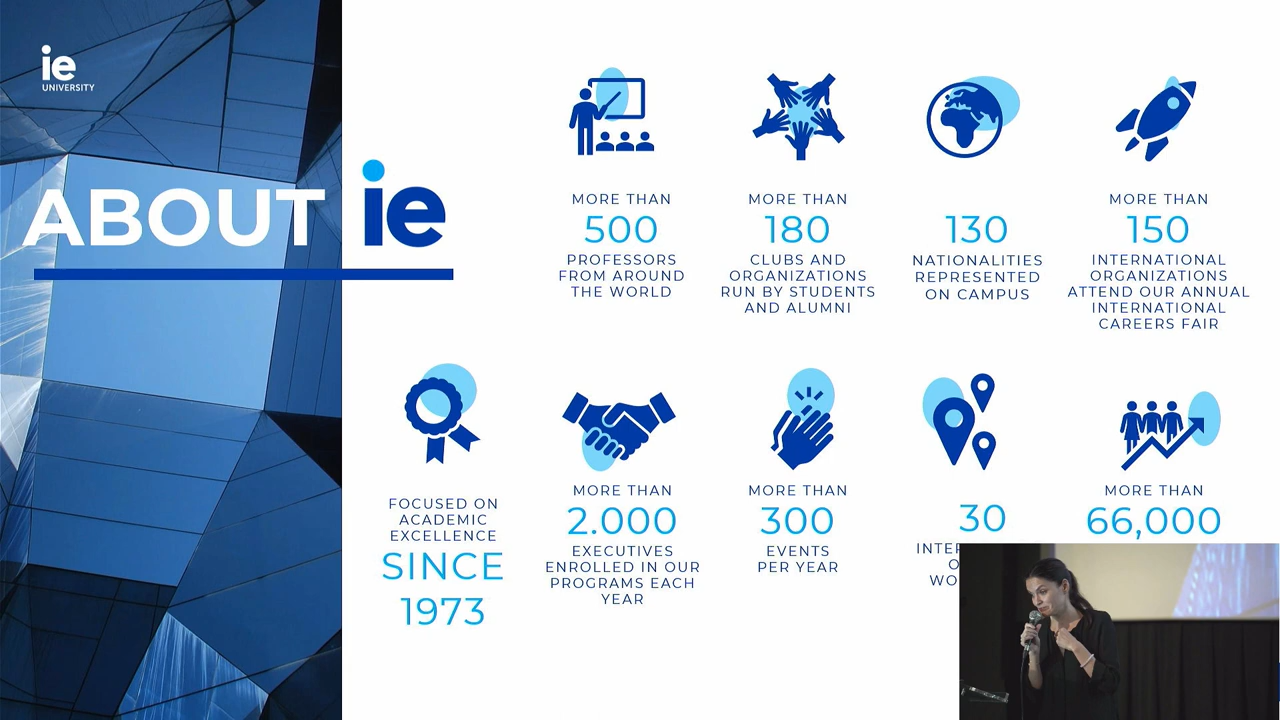 ie
UNIVERSITY
ABOUT ie
MORE THAN
500
PROFESSORS
FROM AROUND
THE WORLD
MORE THAN
180
CLUBS AND
ORGANIZATIONS
RUN BY STUDENTS
AND ALUMNI
130
NATIONALITIES
REPRESENTED
ON CAMPUS
MORE THAN
150
INTERNATIONAL
ORGANIZATIONS
ATTEND OUR ANNUAL
INTERNATIONAL
CAREERS FAIR
FOCUSED ON
ACADEMIC
EXCELLENCE
SINCE
1973
MORE THAN
2.000
EXECUTIVES
ENROLLED IN OUR
PROGRAMS EACH
YEAR
MORE THAN
300
EVENTS
PER YEAR
30
MORE THAN
66,000